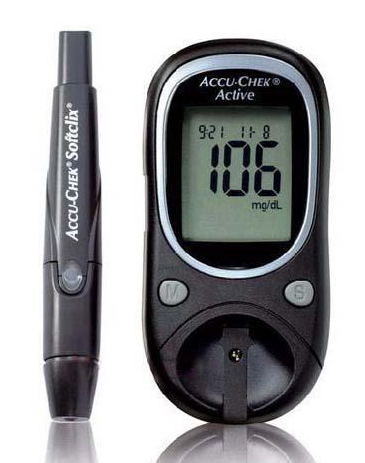 ACCU-CHEK® Softclix®
ACCU-CHEK®
Active
9:21 11-8
106
mg/dL
M S